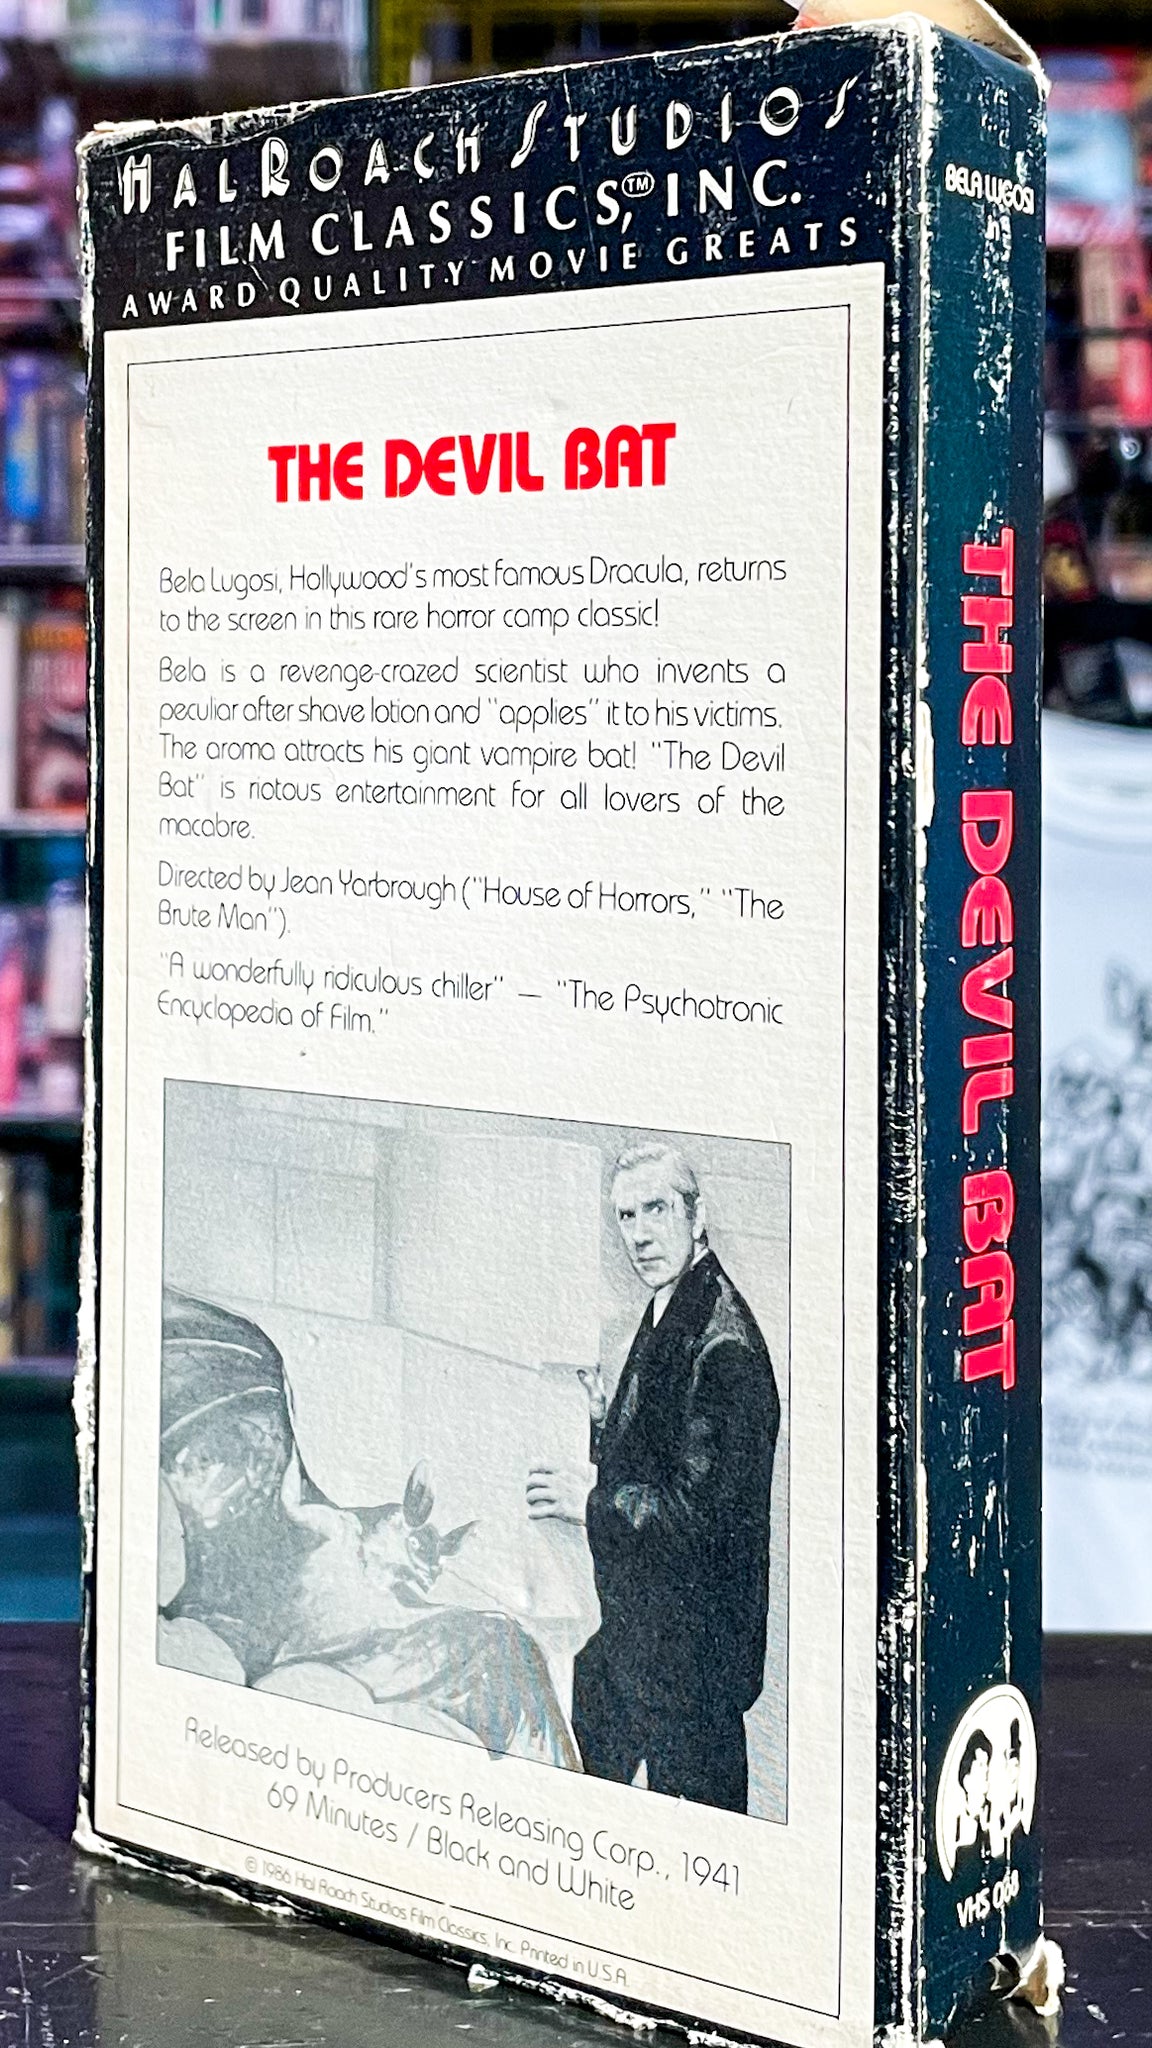 HAL ROACH STUDIOS
FILM CLASSICS,™ INC.
AWARD QUALITY MOVIE GREATS
THE DEVIL BAT
Bela Lugosi, Hollywood's most famous Dracula, returns
to the screen in this rare horror camp classic!
Bela is a revenge-crazed scientist who invents a
peculiar after shave lotion and "applies" it to his victims.
The aroma attracts his giant vampire bat! "The Devil
Bat" is riotous entertainment for all lovers of the
macabre.
Directed by Jean Yarbrough ("House of Horrors," "The
Brute Man").
"A wonderfully ridiculous chiller" — "The Psychotronic
Encyclopedia of Film."
Released by Producers Releasing Corp., 1941
69 Minutes / Black and White
© 1986 Hal Roach Studios Film Classics, Inc. Printed in U.S.A.
BELA LUGOSI
in
THE DEVIL BAT
VHS 068